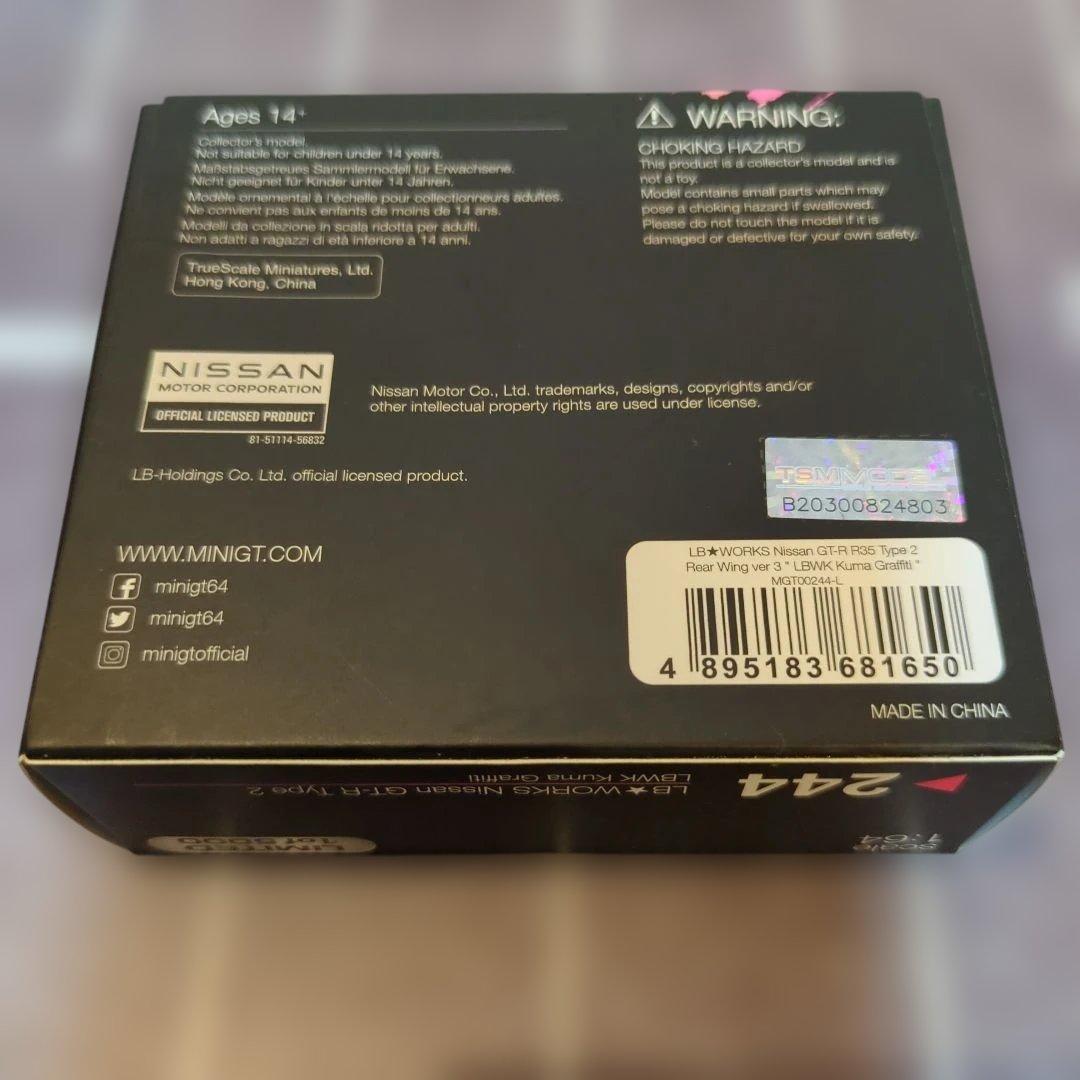 Ages 14+
Collector's model.
Not suitable for children under 14 years.
Maßstabsgetreues Sammlermodell für Erwachsene.
Nicht geeignet für Kinder unter 14 Jahren.
Modèle ornemental à l'échelle pour collectionneurs adultes.
Ne convient pas aux enfants de moins de 14 ans.
Modelli da collezione in scala ridotta per adulti.
Non adatti a ragazzi di età inferiore a 14 anni.
TrueScale Miniatures, Ltd.
Hong Kong, China
WARNING:
CHOKING HAZARD
This product is a collector's model and is
not a toy.
Model contains small parts which may
pose a choking hazard if swallowed.
Please do not touch the model if it is
damaged or defective for your own safety.
NISSAN
MOTOR CORPORATION
OFFICIAL LICENSED PRODUCT
81-51114-56832
Nissan Motor Co., Ltd. trademarks, designs, copyrights and/or
other intellectual property rights are used under license.
LB-Holdings Co. Ltd. official licensed product.
TSM MODEL
B20300824803
WWW.MINIGT.COM
minigt64
minigt64
minigtofficial
LB★WORKS Nissan GT-R R35 Type 2
Rear Wing ver 3 " LBWK Kuma Graffiti "
MGT00244-L
4 895183 681650
MADE IN CHINA
244
LB★WORKS Nissan GT-R Type 2
LBWK Kuma Graffiti
scale
1:64
LIMITED
1 of 5000